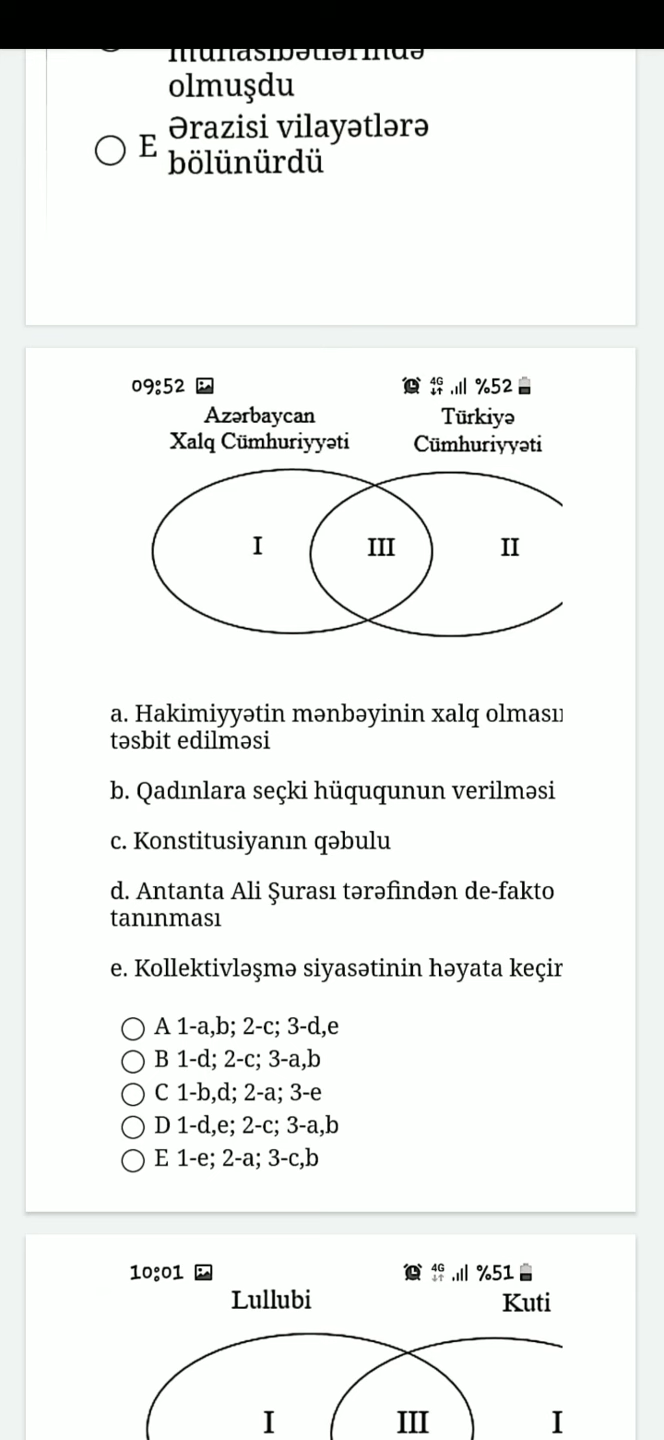 olmuşdu
E Ərazisi vilayətlərə
bölünürdü
09:52 4G %52
Azərbaycan Türkiyə
Xalq Cümhuriyyəti Cümhuriyyəti
I III II
a. Hakimiyyətin mənbəyinin xalq olması
təsbit edilməsi
b. Qadınlara seçki hüququnun verilməsi
c. Konstitusiyanın qəbulu
d. Antanta Ali Şurası tərəfindən de-fakto
tanınması
e. Kollektivləşmə siyasətinin həyata keçir
A 1-a,b; 2-c; 3-d,e
B 1-d; 2-c; 3-a,b
C 1-b,d; 2-a; 3-e
D 1-d,e; 2-c; 3-a,b
E 1-e; 2-a; 3-c,b
10:01 4G %51
Lullubi Kuti
I III I